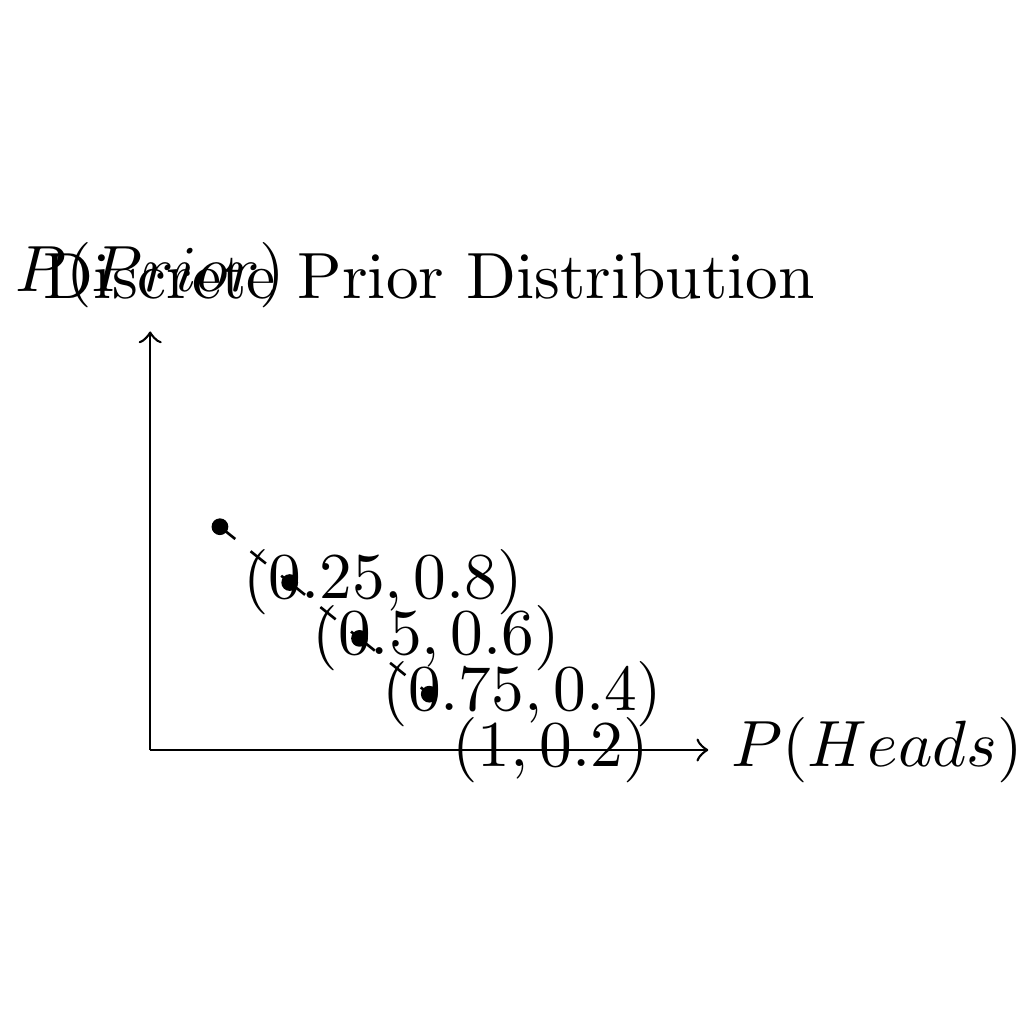 P(Prior)
Discrete Prior Distribution
(0.25, 0.8)
(0.5, 0.6)
(0.75, 0.4)
(1, 0.2)
P(Heads)